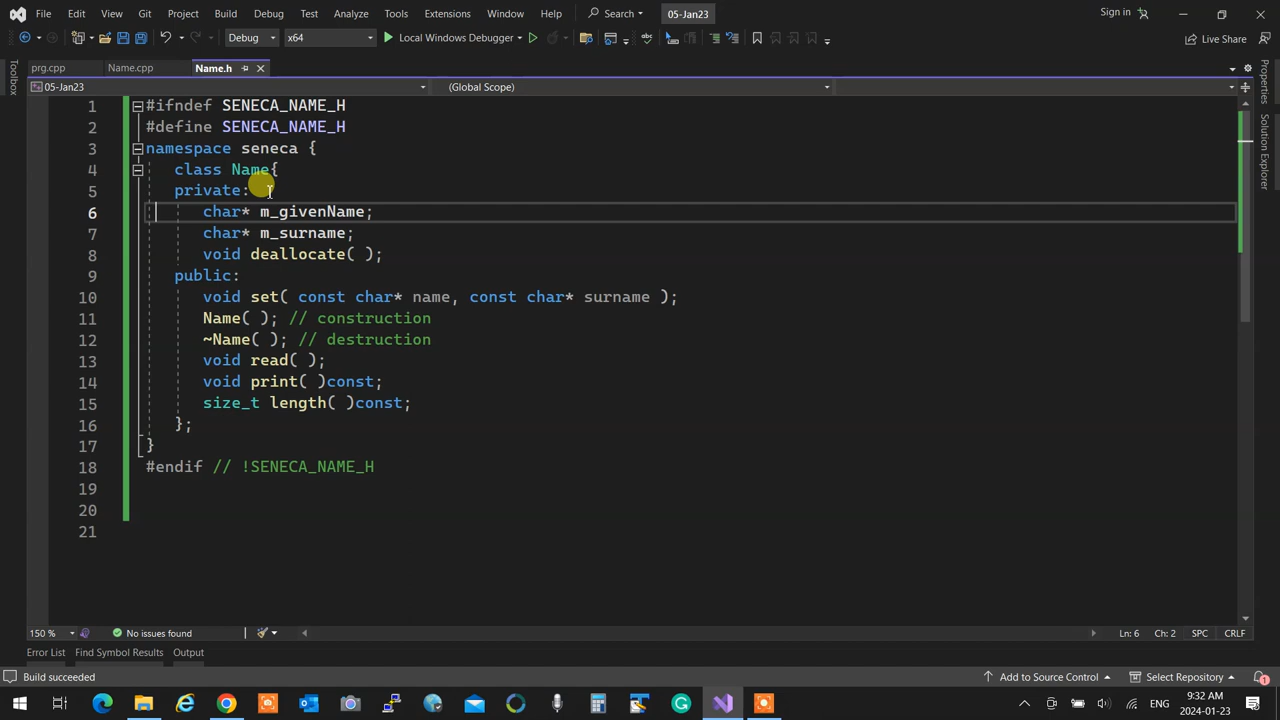 File Edit View Git Project Build Debug Test Analyze Tools Extensions Window Help Search 05-Jan23 Sign in
Debug x64 Local Windows Debugger Live Share
prg.cpp Name.cpp Name.h
05-Jan23 (Global Scope)
Toolbox
Properties
Solution Explorer
1 #ifndef SENECA_NAME_H
2 #define SENECA_NAME_H
3 namespace seneca {
4 class Name{
5 private:
6 char* m_givenName;
7 char* m_surname;
8 void deallocate( );
9 public:
10 void set( const char* name, const char* surname );
11 Name( ); // construction
12 ~Name( ); // destruction
13 void read( );
14 void print( )const;
15 size_t length( )const;
16 };
17 }
18 #endif // !SENECA_NAME_H
19
20
21
150 % No issues found Ln: 6 Ch: 2 SPC CRLF
Error List Find Symbol Results Output
Build succeeded Add to Source Control Select Repository 1
ENG 9:32 AM
2024-01-23